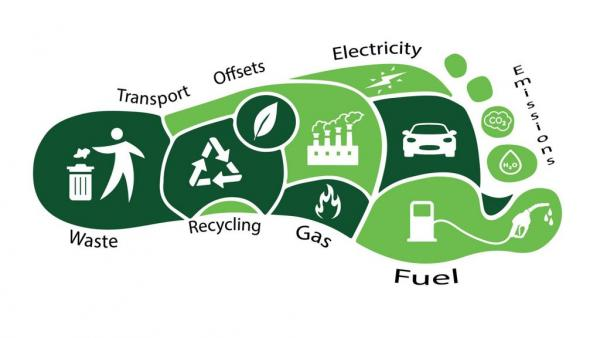 Transport
Offsets
Electricity
Emissions
CO2
H2O
Waste
Recycling
Gas
Fuel